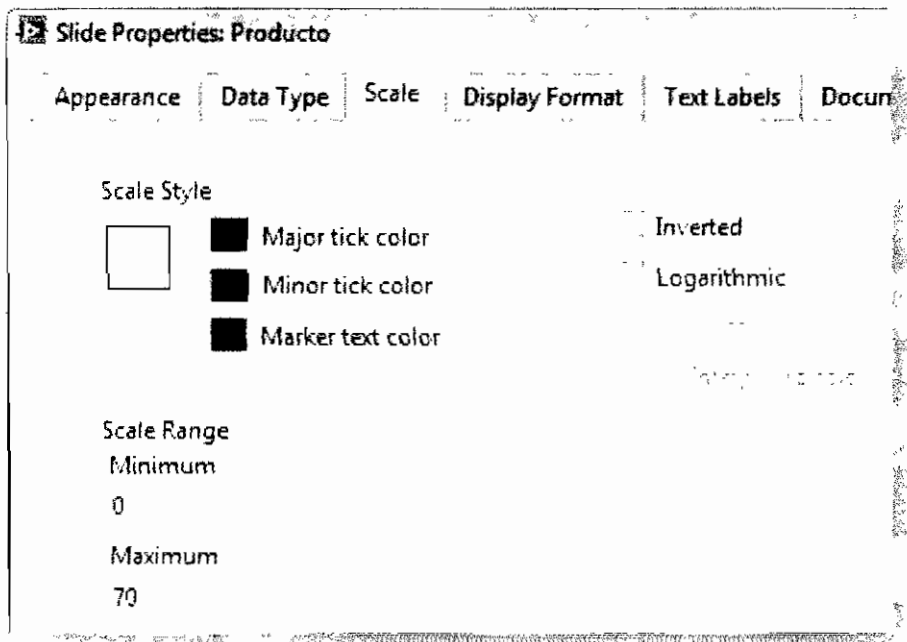 Slide Properties: Producto
Appearance Data Type Scale Display Format Text Labels Docum
Scale Style
Major tick color
Minor tick color
Marker text color
Inverted
Logarithmic
Scale Range
Minimum
0
Maximum
70